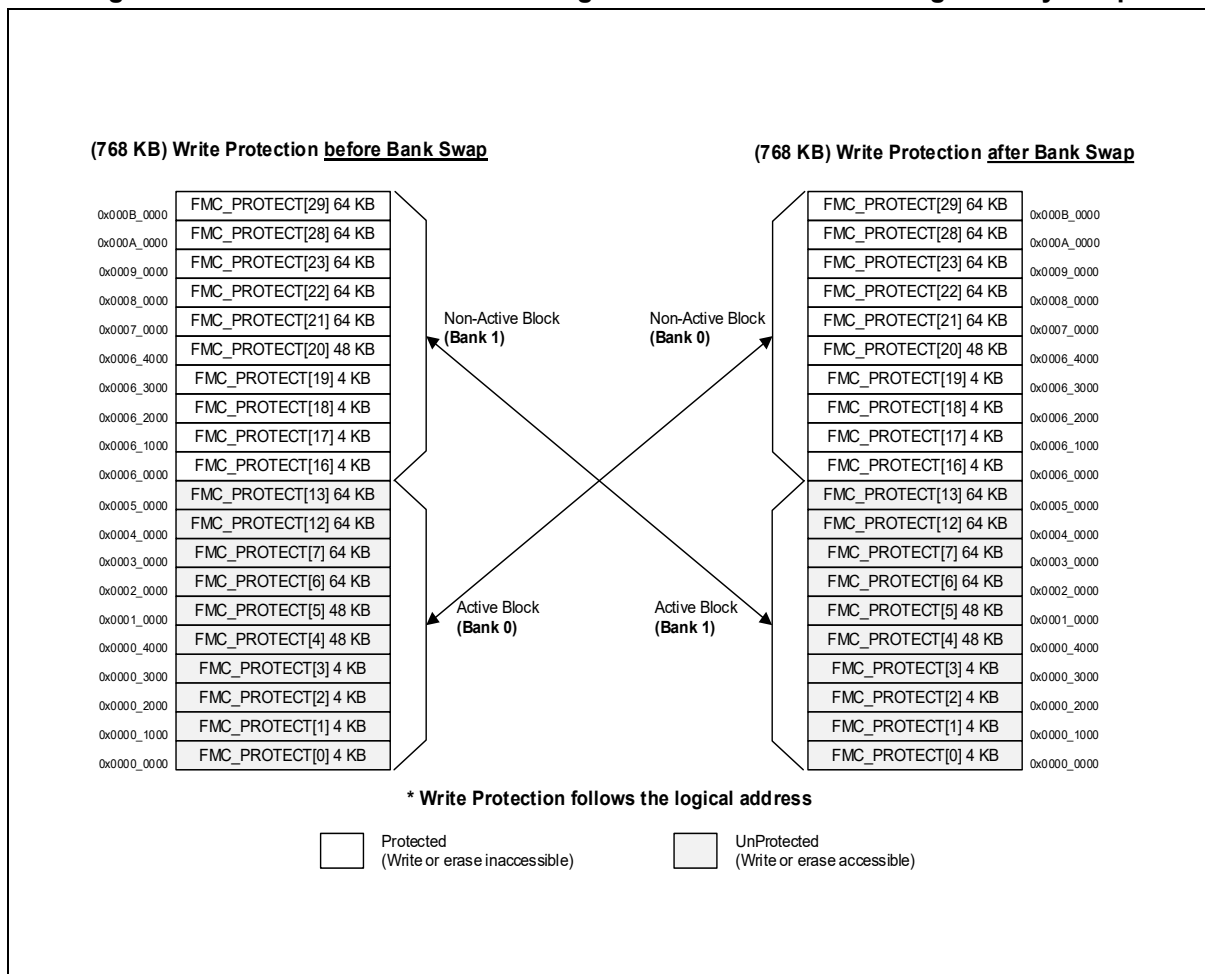 (768 KB) Write Protection before Bank Swap
0x000B_0000 FMC_PROTECT[29] 64 KB
0x000A_0000 FMC_PROTECT[28] 64 KB
0x0009_0000 FMC_PROTECT[23] 64 KB
0x0008_0000 FMC_PROTECT[22] 64 KB
0x0007_0000 FMC_PROTECT[21] 64 KB
0x0006_4000 FMC_PROTECT[20] 48 KB
0x0006_3000 FMC_PROTECT[19] 4 KB
0x0006_2000 FMC_PROTECT[18] 4 KB
0x0006_1000 FMC_PROTECT[17] 4 KB
0x0006_0000 FMC_PROTECT[16] 4 KB
0x0005_0000 FMC_PROTECT[13] 64 KB
0x0004_0000 FMC_PROTECT[12] 64 KB
0x0003_0000 FMC_PROTECT[7] 64 KB
0x0002_0000 FMC_PROTECT[6] 64 KB
0x0001_0000 FMC_PROTECT[5] 48 KB
0x0000_4000 FMC_PROTECT[4] 48 KB
0x0000_3000 FMC_PROTECT[3] 4 KB
0x0000_2000 FMC_PROTECT[2] 4 KB
0x0000_1000 FMC_PROTECT[1] 4 KB
0x0000_0000 FMC_PROTECT[0] 4 KB
Non-Active Block
(Bank 1)
Active Block
(Bank 0)
(768 KB) Write Protection after Bank Swap
Non-Active Block
(Bank 0)
Active Block
(Bank 1)
FMC_PROTECT[29] 64 KB 0x000B_0000
FMC_PROTECT[28] 64 KB 0x000A_0000
FMC_PROTECT[23] 64 KB 0x0009_0000
FMC_PROTECT[22] 64 KB 0x0008_0000
FMC_PROTECT[21] 64 KB 0x0007_0000
FMC_PROTECT[20] 48 KB 0x0006_4000
FMC_PROTECT[19] 4 KB 0x0006_3000
FMC_PROTECT[18] 4 KB 0x0006_2000
FMC_PROTECT[17] 4 KB 0x0006_1000
FMC_PROTECT[16] 4 KB 0x0006_0000
FMC_PROTECT[13] 64 KB 0x0005_0000
FMC_PROTECT[12] 64 KB 0x0004_0000
FMC_PROTECT[7] 64 KB 0x0003_0000
FMC_PROTECT[6] 64 KB 0x0002_0000
FMC_PROTECT[5] 48 KB 0x0001_0000
FMC_PROTECT[4] 48 KB 0x0000_4000
FMC_PROTECT[3] 4 KB 0x0000_3000
FMC_PROTECT[2] 4 KB 0x0000_2000
FMC_PROTECT[1] 4 KB 0x0000_1000
FMC_PROTECT[0] 4 KB 0x0000_0000
* Write Protection follows the logical address
Protected
(Write or erase inaccessible)
UnProtected
(Write or erase accessible)